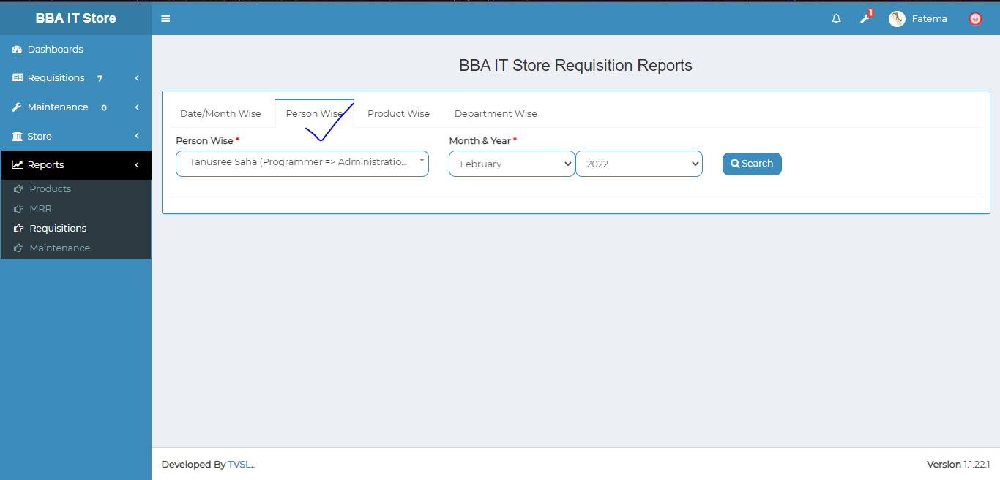 BBA IT Store
1
Fatema
Dashboards
Requisitions 7
Maintenance 0
Store
Reports
Products
MRR
Requisitions
Maintenance
BBA IT Store Requisition Reports
Date/Month Wise Person Wise Product Wise Department Wise
Person Wise * Month & Year *
Tanusree Saha (Programmer => Administratio... February 2022 Search
Developed By TVSL.. Version 1.1.22.1